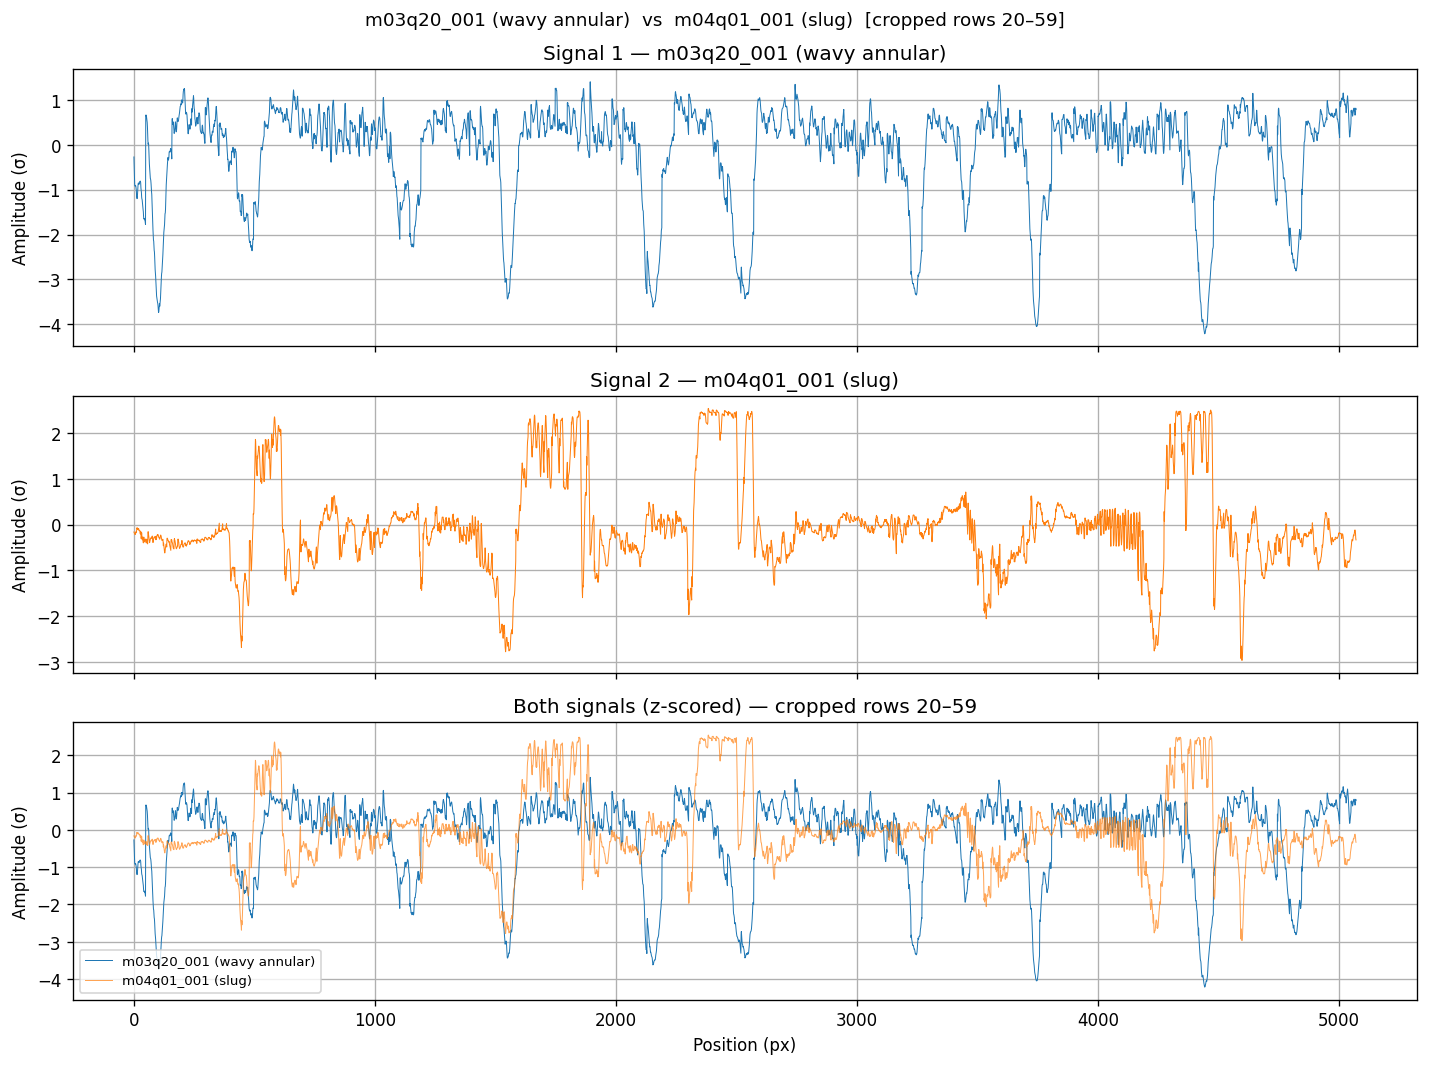 m03q20_001 (wavy annular)  vs  m04q01_001 (slug)  [cropped rows 20–59]
Signal 1 — m03q20_001 (wavy annular)
Amplitude (σ)
1
0
−1
−2
−3
−4
Signal 2 — m04q01_001 (slug)
Amplitude (σ)
2
1
0
−1
−2
−3
Both signals (z-scored) — cropped rows 20–59
Amplitude (σ)
2
1
0
−1
−2
−3
−4
m03q20_001 (wavy annular)
m04q01_001 (slug)
0 1000 2000 3000 4000 5000
Position (px)